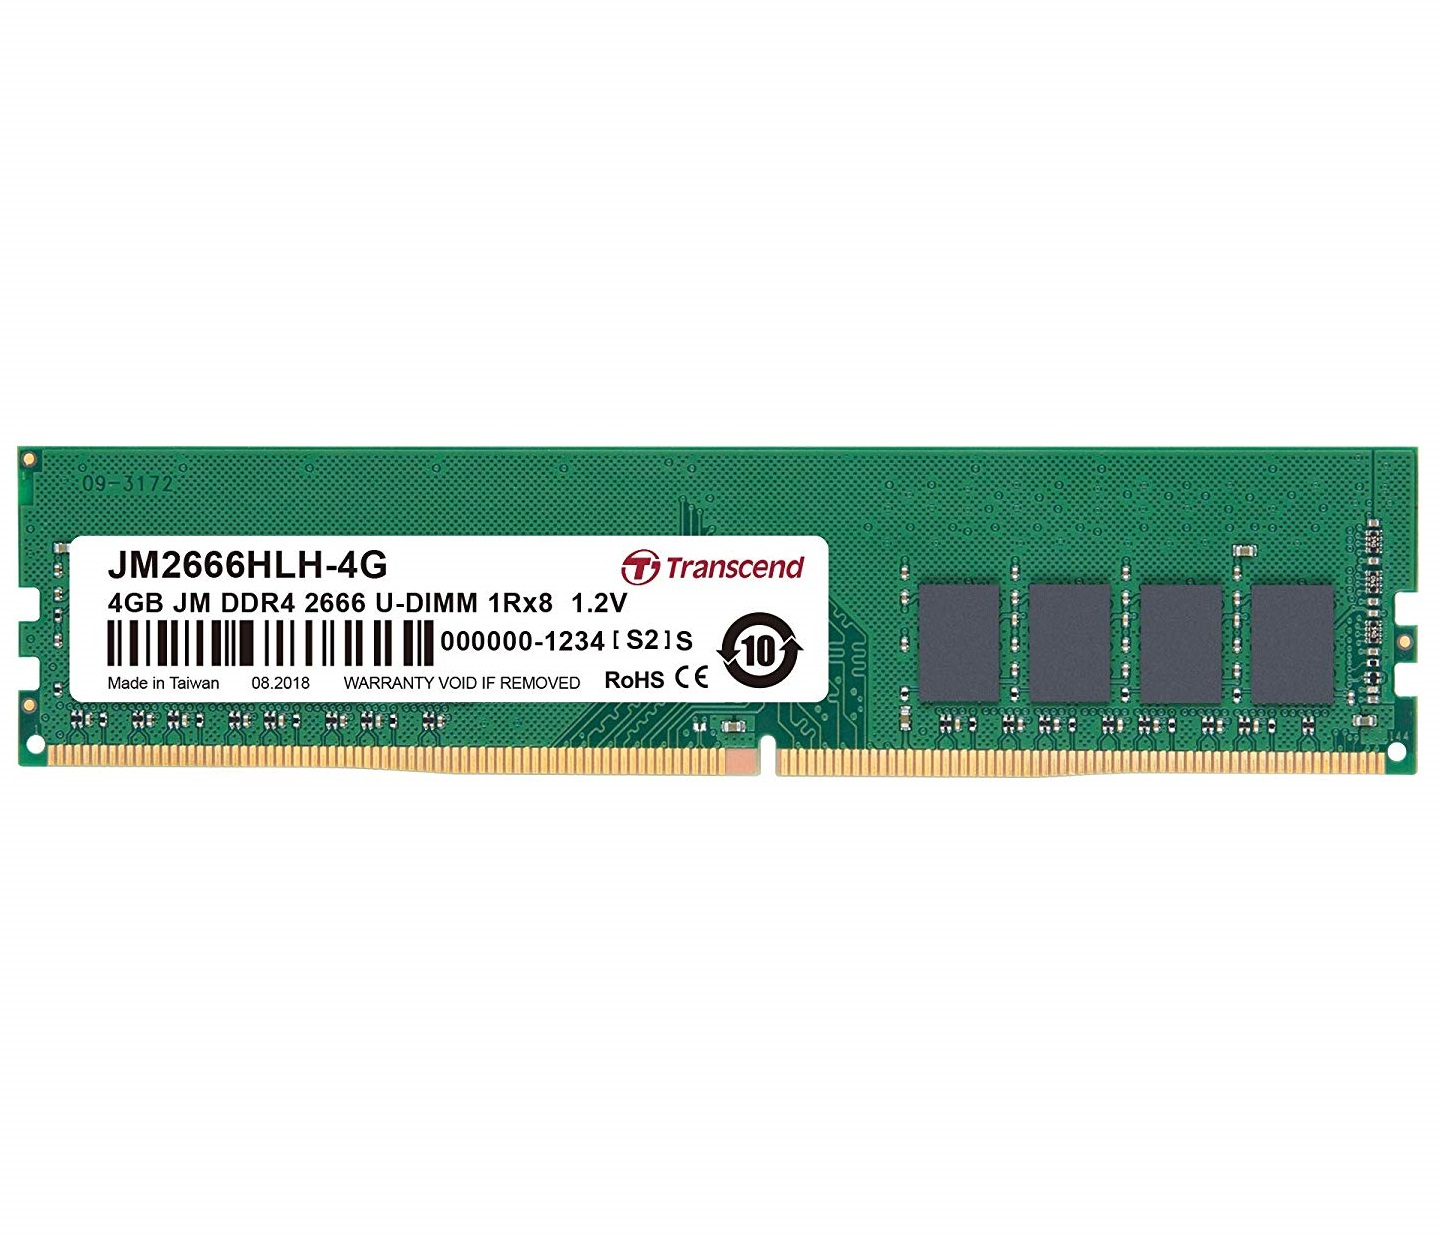 09-3172
JM2666HLH-4G
Transcend
4GB JM DDR4 2666 U-DIMM 1Rx8 1.2V
000000-1234 [ S2 ] S
10
Made in Taiwan 08.2018 WARRANTY VOID IF REMOVED RoHS CE
144